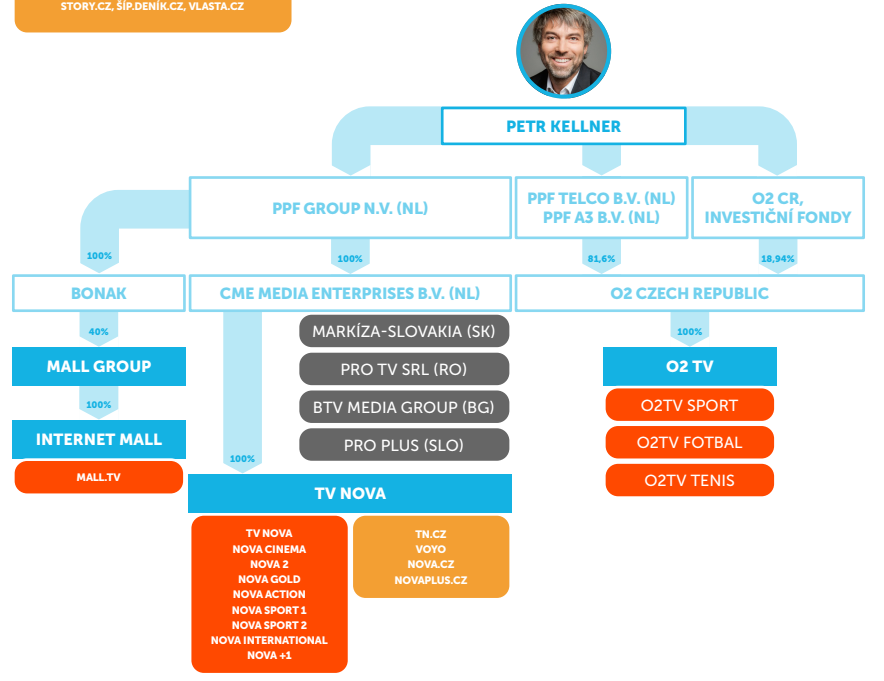 STORY.CZ, ŠÍP.DENÍK.CZ, VLASTA.CZ
PETR KELLNER
PPF GROUP N.V. (NL)
PPF TELCO B.V. (NL)
PPF A3 B.V. (NL)
O2 CR,
INVESTIČNÍ FONDY
100%
100%
81,6%
18,94%
BONAK
CME MEDIA ENTERPRISES B.V. (NL)
O2 CZECH REPUBLIC
40%
100%
MALL GROUP
100%
INTERNET MALL
MALL.TV
MARKÍZA-SLOVAKIA (SK)
PRO TV SRL (RO)
BTV MEDIA GROUP (BG)
PRO PLUS (SLO)
100%
TV NOVA
TV NOVA
NOVA CINEMA
NOVA 2
NOVA GOLD
NOVA ACTION
NOVA SPORT 1
NOVA SPORT 2
NOVA INTERNATIONAL
NOVA +1
TN.CZ
VOYO
NOVA.CZ
NOVAPLUS.CZ
O2 TV
O2TV SPORT
O2TV FOTBAL
O2TV TENIS